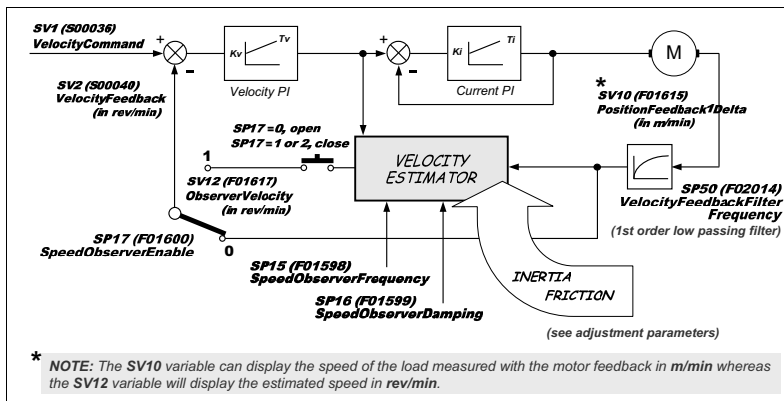 SV1 (S00036)
VelocityCommand
+
−
SV2 (S00040)
VelocityFeedback
(in rev/min)
Kv
Tv
Velocity PI
+
−
Ki
Ti
Current PI
M
*
SV10 (F01615)
PositionFeedback1Delta
(in m/min)
SP17=0, open
SP17=1 or 2, close
1
SV12 (F01617)
ObserverVelocity
(in rev/min)
VELOCITY
ESTIMATOR
SP50 (F02014)
VelocityFeedbackFilter
Frequency
(1st order low passing filter)
SP17 (F01600)
SpeedObserverEnable
0
SP15 (F01598)
SpeedObserverFrequency
SP16 (F01599)
SpeedObserverDamping
INERTIA
FRICTION
(see adjustment parameters)
*
NOTE: The SV10 variable can display the speed of the load measured with the motor feedback in m/min whereas
the SV12 variable will display the estimated speed in rev/min.